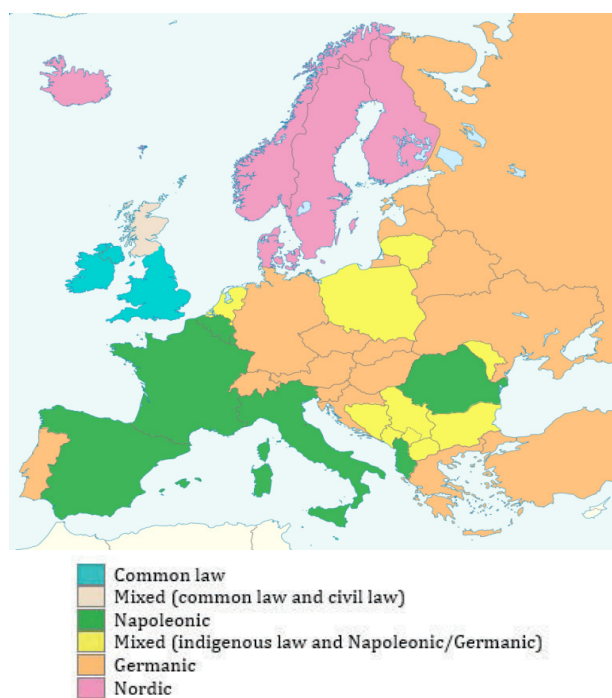 Common law
Mixed (common law and civil law)
Napoleonic
Mixed (indigenous law and Napoleonic/Germanic)
Germanic
Nordic